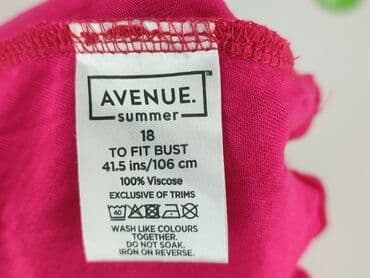 AVENUE.™
summer
18
TO FIT BUST
41.5 ins/106 cm
100% Viscose
EXCLUSIVE OF TRIMS
40
WASH LIKE COLOURS
TOGETHER.
DO NOT SOAK.
IRON ON REVERSE.